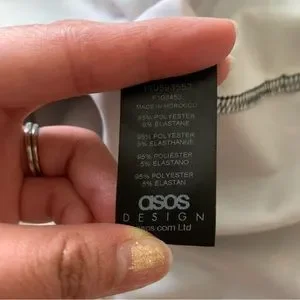 MADE IN MOROCCO
95% POLYESTER
5% ELASTANE
95% POLYESTER
5% ELASTHANNE
95% POLIESTER
5% ELASTANO
95% POLYESTER
5% ELASTAN
asos
DESIGN
asos.com Ltd